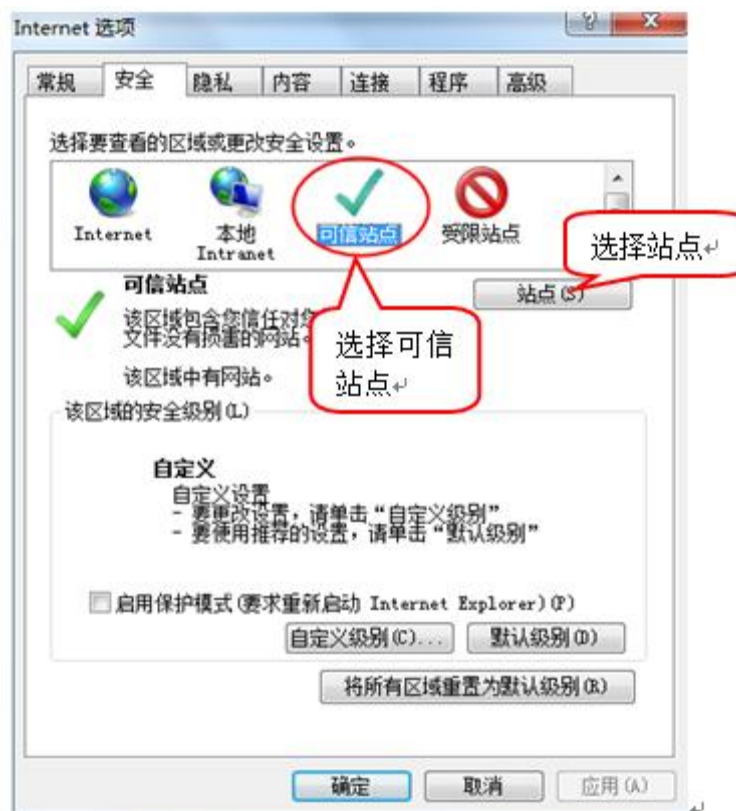 Internet 选项
常规 安全 隐私 内容 连接 程序 高级
选择要查看的区域或更改安全设置。
Internet
本地
Intranet
可信站点
受限站点
选择站点
可信站点
站点(S)
该区域包含您信任对您
文件没有损害的网站。
选择可信
站点
该区域中有网站。
该区域的安全级别(L)
自定义
自定义设置
- 要更改设置，请单击“自定义级别”
- 要使用推荐的设置，请单击“默认级别”
启用保护模式(要求重新启动 Internet Explorer)(P)
自定义级别(C)... 默认级别(D)
将所有区域重置为默认级别(R)
确定 取消 应用(A)